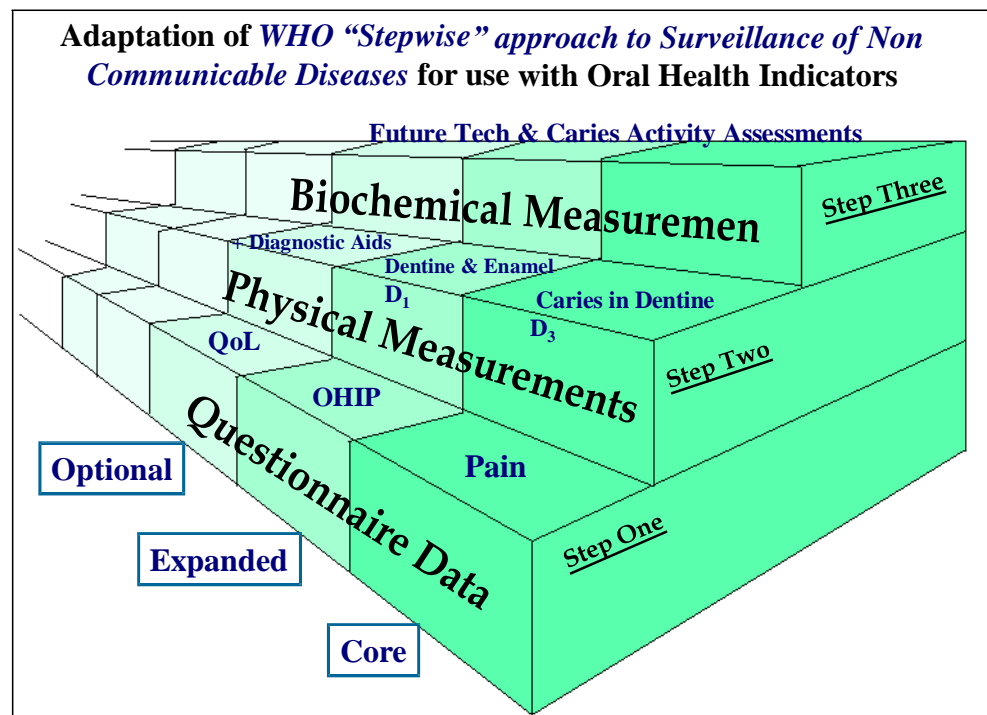 Adaptation of WHO “Stepwise” approach to Surveillance of Non
Communicable Diseases for use with Oral Health Indicators
Future Tech & Caries Activity Assessments
Biochemical Measuremen
Step Three
+ Diagnostic Aids
Dentine & Enamel
D1
Caries in Dentine
D3
Physical Measurements
Step Two
QoL
OHIP
Pain
Questionnaire Data
Step One
Optional
Expanded
Core